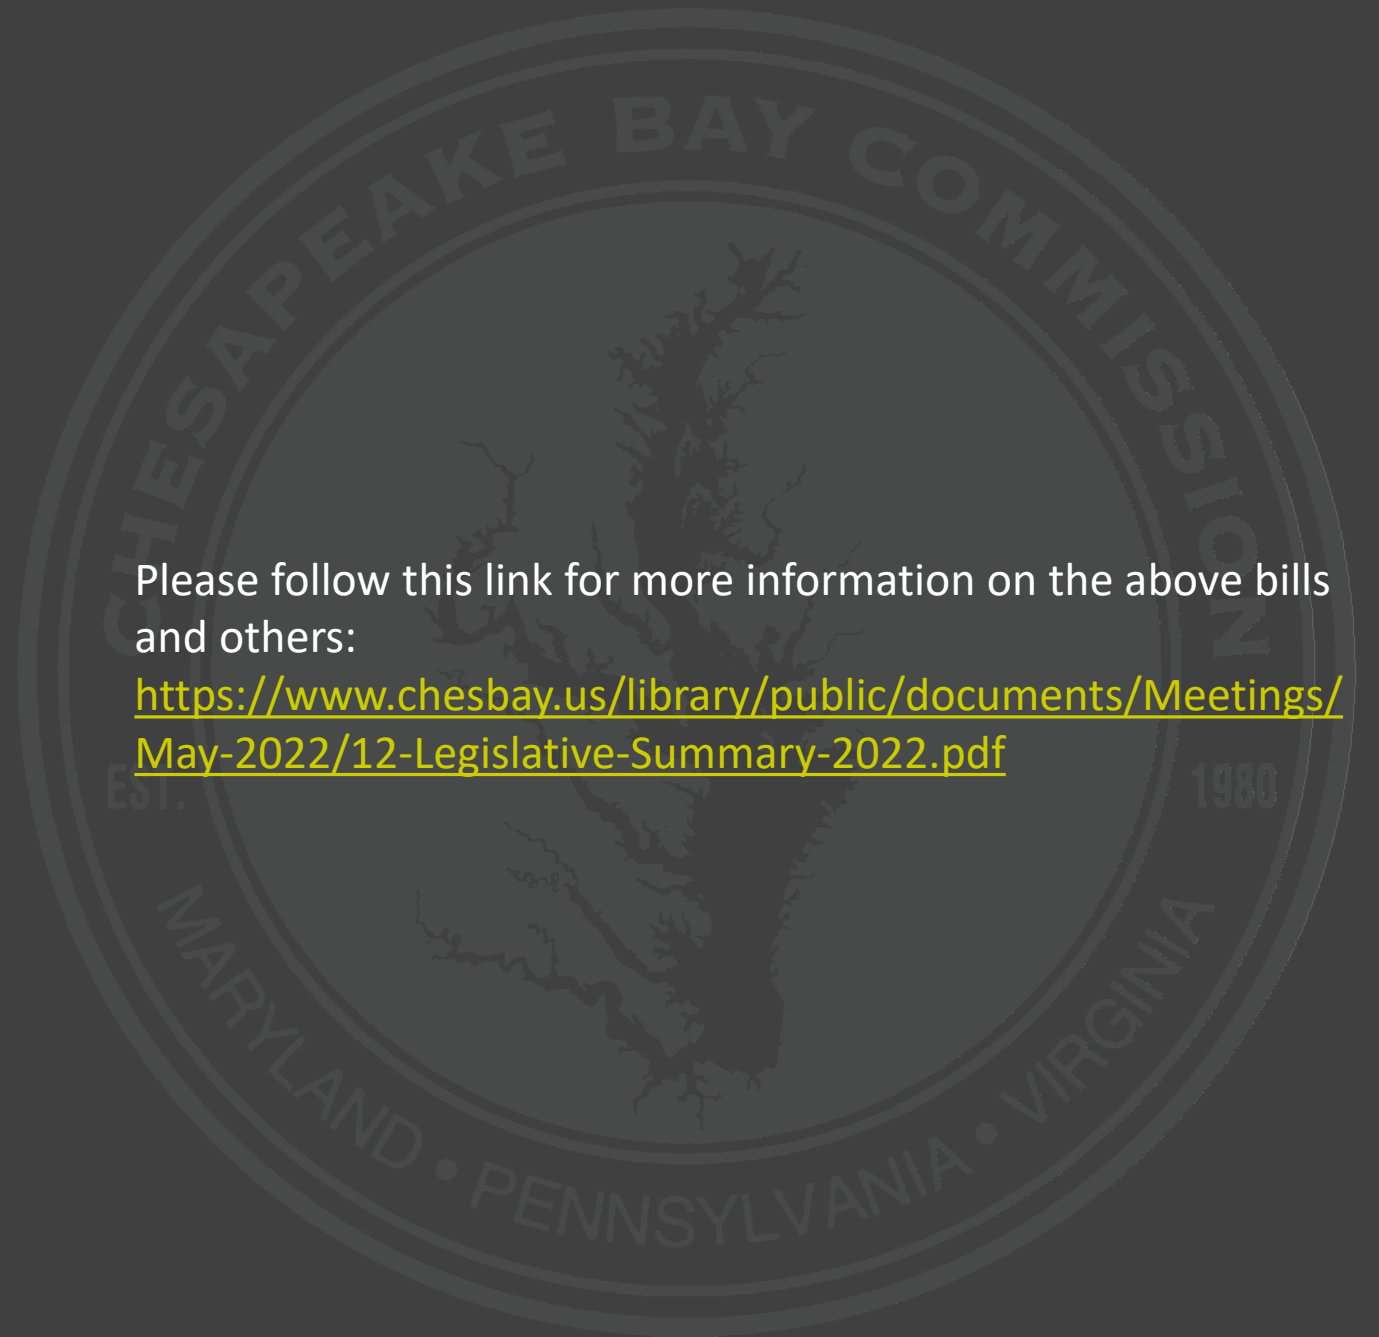 CHESAPEAKE BAY COMMISSION
Please follow this link for more information on the above bills
and others:
https://www.chesbay.us/library/public/documents/Meetings/
May-2022/12-Legislative-Summary-2022.pdf
EST. 1980
MARYLAND • PENNSYLVANIA • VIRGINIA